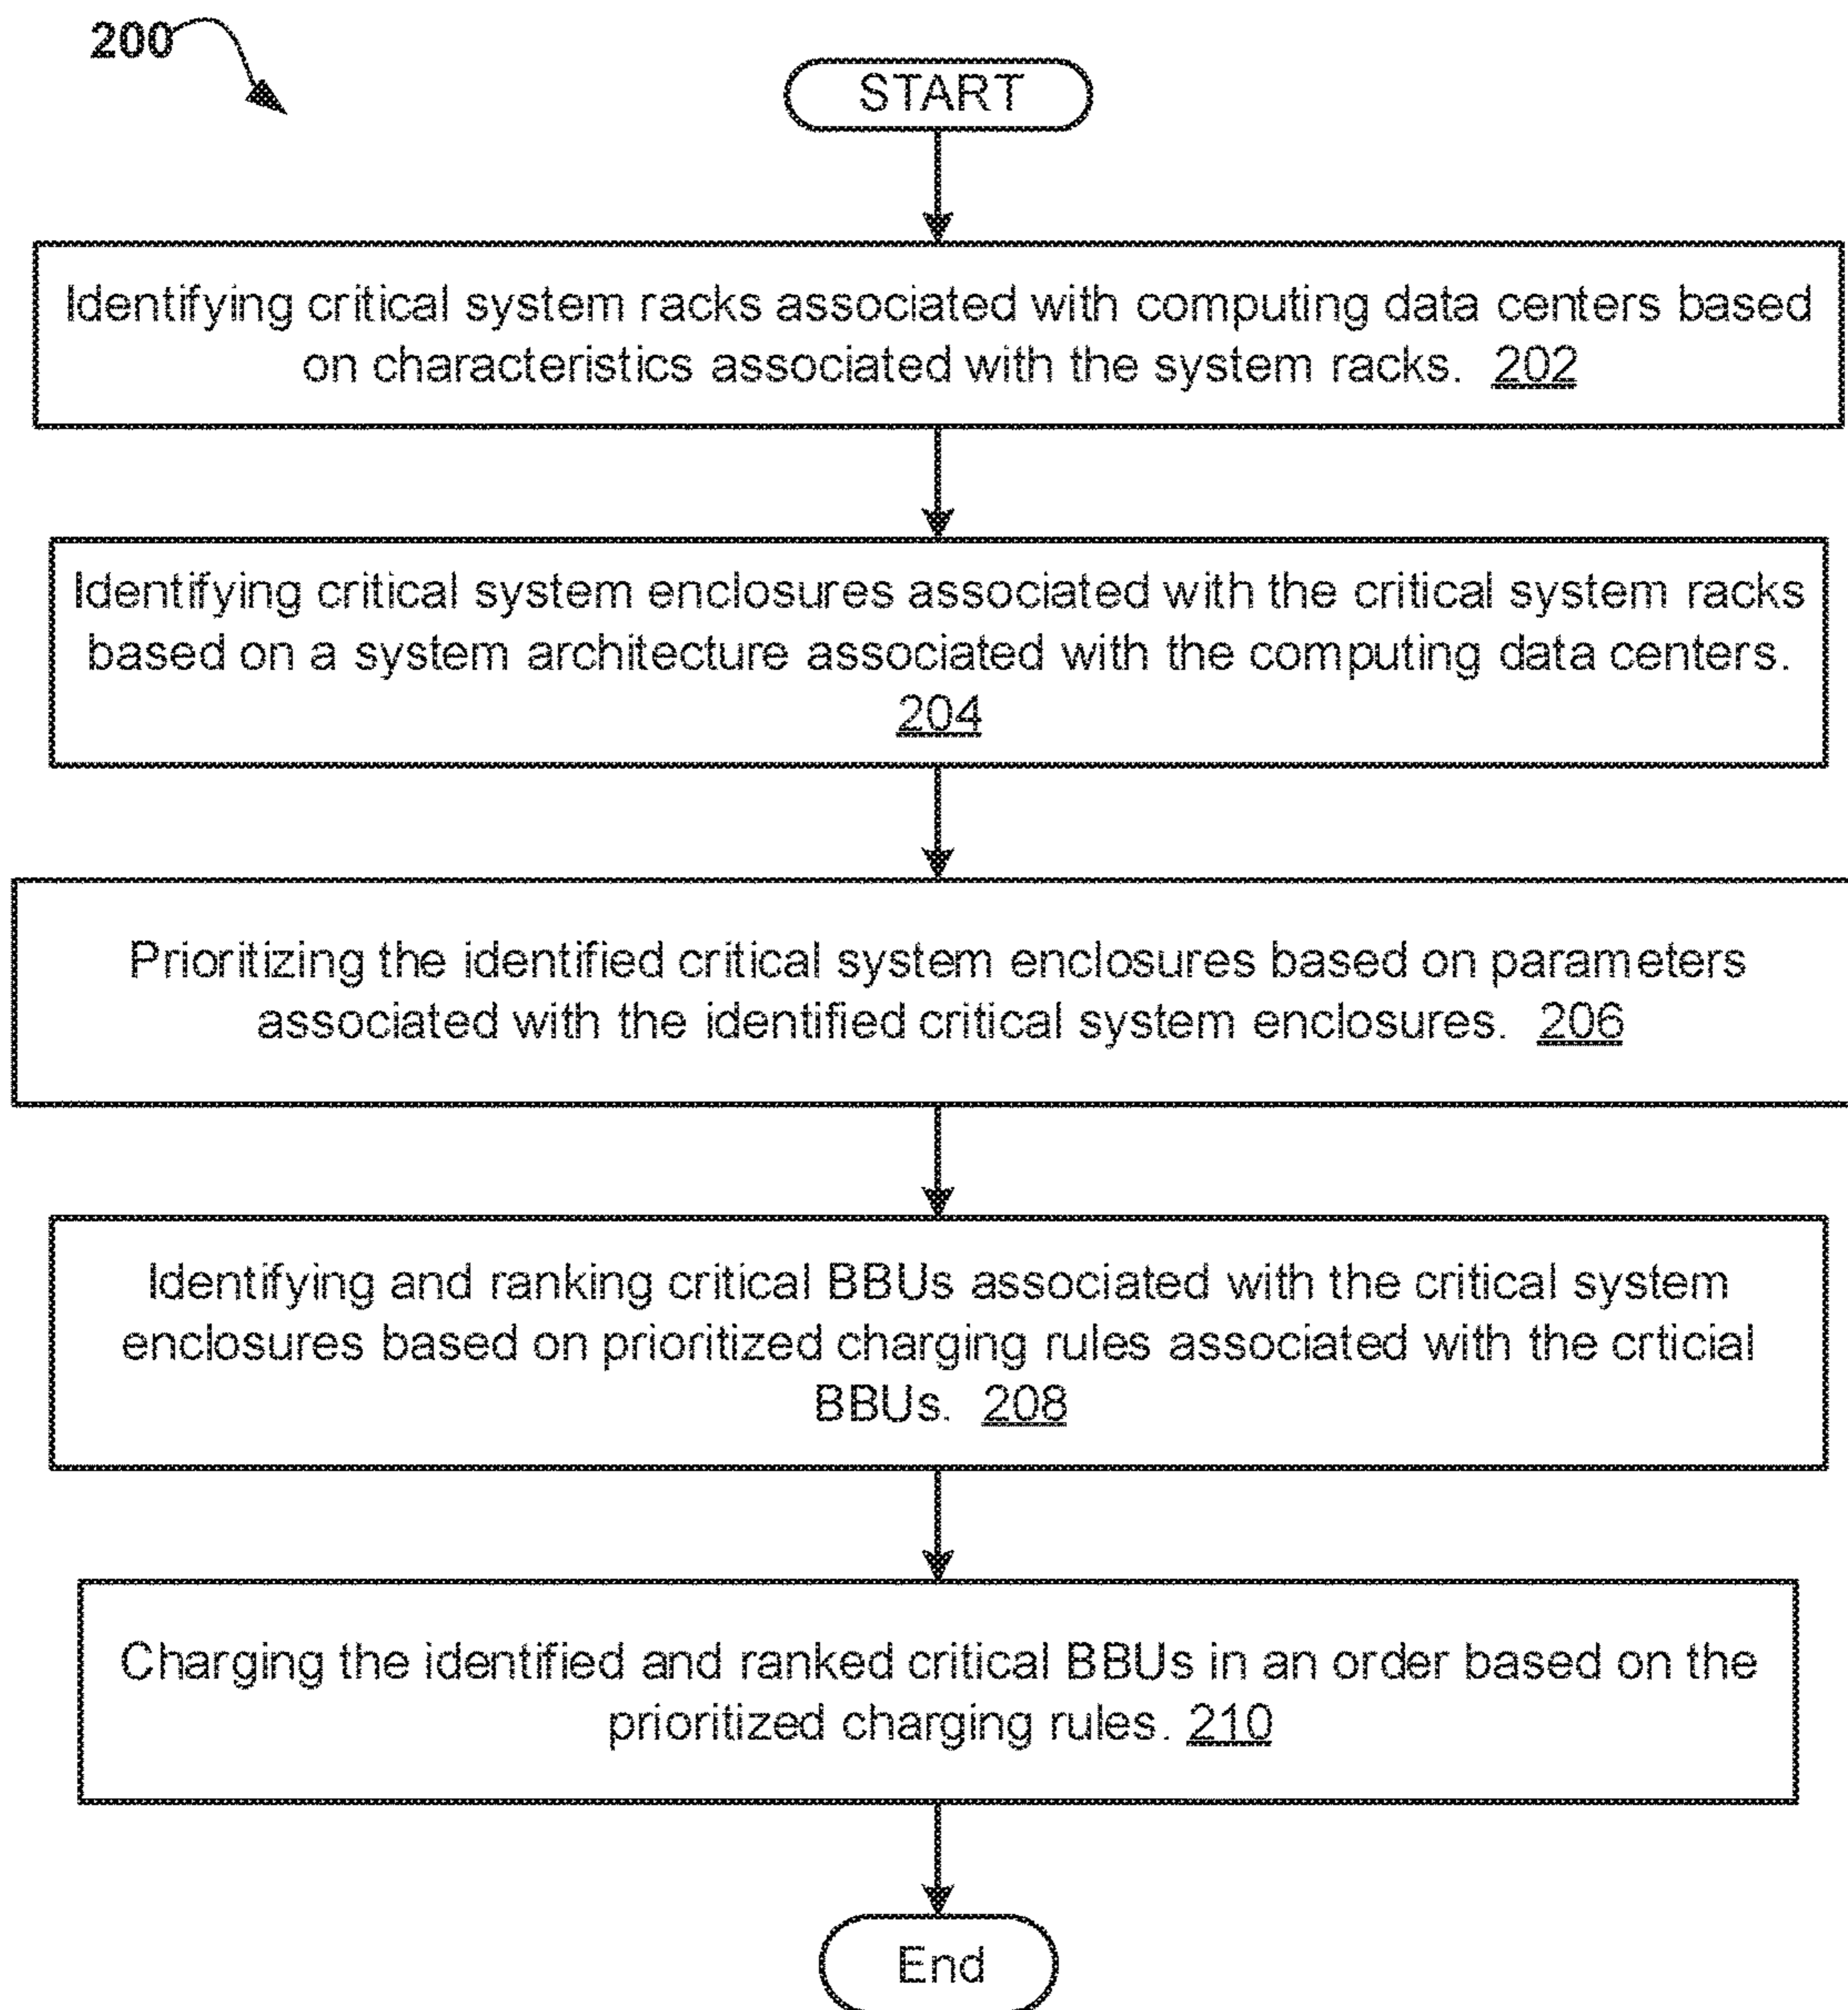 200
START
Identifying critical system racks associated with computing data centers based
on characteristics associated with the system racks. 202
Identifying critical system enclosures associated with the critical system racks
based on a system architecture associated with the computing data centers.
204
Prioritizing the identified critical system enclosures based on parameters
associated with the identified critical system enclosures. 206
Identifying and ranking critical BBUs associated with the critical system
enclosures based on prioritized charging rules associated with the crticial
BBUs. 208
Charging the identified and ranked critical BBUs in an order based on the
prioritized charging rules. 210
End